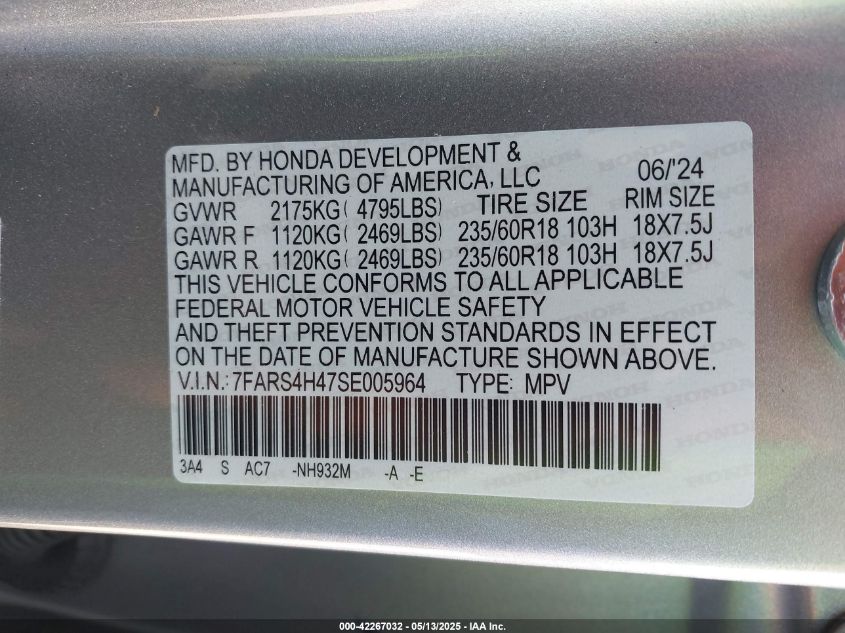 MFD. BY HONDA DEVELOPMENT &
MANUFACTURING OF AMERICA, LLC 06/'24
GVWR 2175KG( 4795LBS) TIRE SIZE RIM SIZE
GAWR F 1120KG( 2469LBS) 235/60R18 103H 18X7.5J
GAWR R 1120KG( 2469LBS) 235/60R18 103H 18X7.5J
THIS VEHICLE CONFORMS TO ALL APPLICABLE
FEDERAL MOTOR VEHICLE SAFETY
AND THEFT PREVENTION STANDARDS IN EFFECT
ON THE DATE OF MANUFACTURE SHOWN ABOVE.
V.I.N.: 7FARS4H47SE005964 TYPE: MPV
3A4 S AC7 -NH932M -A -E
000-42267032 - 05/13/2025 - IAA Inc.